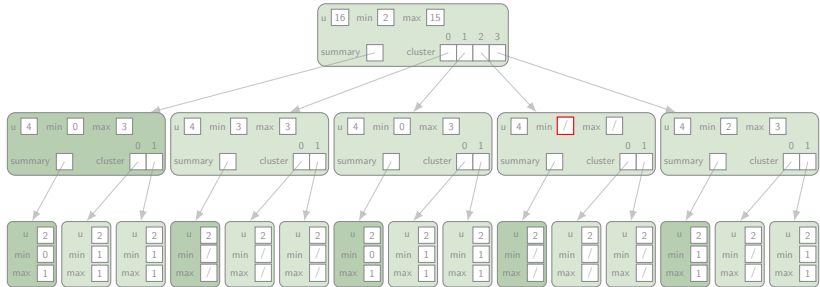 u 16 min 2 max 15
0 1 2 3
summary cluster
u 4 min 0 max 3 u 4 min 3 max 3 u 4 min 0 max 3 u 4 min / max / u 4 min 2 max 3
0 1 0 1 0 1 0 1 0 1
summary / cluster / / summary / cluster / / summary / cluster / / summary / cluster / / summary / cluster / /
u 2 u 2 u 2 u 2 u 2 u 2 u 2 u 2 u 2 u 2 u 2 u 2 u 2 u 2 u 2
min 0 min 1 min 1 min / min / min / min 0 min 1 min 1 min / min / min / min 1 min 1 min 1
max 1 max 1 max 1 max / max / max / max 1 max 1 max 1 max / max / max / max 1 max 1 max 1